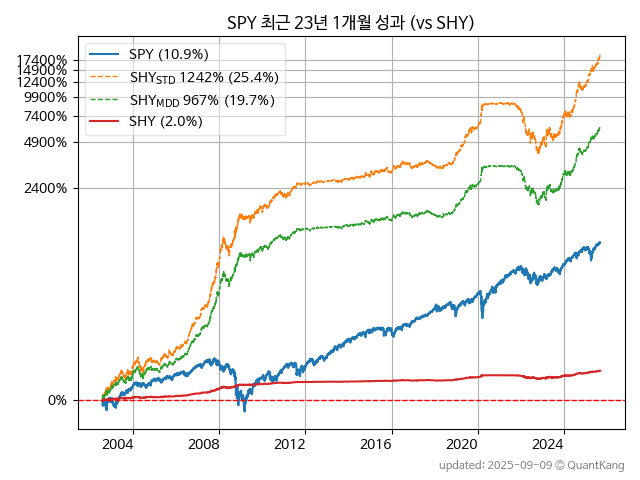 SPY 최근 23년 1개월 성과 (vs SHY)
SPY (10.9%)
SHYSTD 1242% (25.4%)
SHYMDD 967% (19.7%)
SHY (2.0%)
17400%
14900%
12400%
9900%
7400%
4900%
2400%
0%
2004 2008 2012 2016 2020 2024
updated: 2025-09-09 © QuantKang